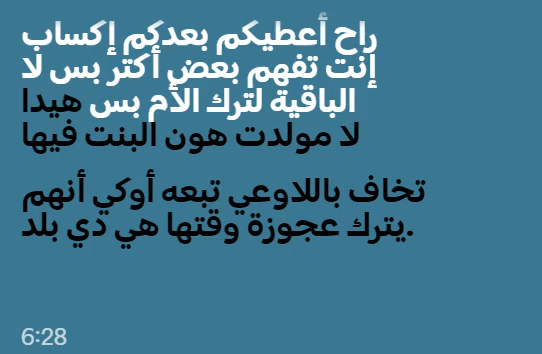 راح أعطيكم بعدكم إكساب
إنت تفهم بعض أكتر بس لا
الباقية لترك الأم بس هيدا
لا مولدت هون البنت فيها
تخاف باللاوعي تبعه أوكي أنهم
يترك عجوزة وقتها هي دي بلد.
6:28